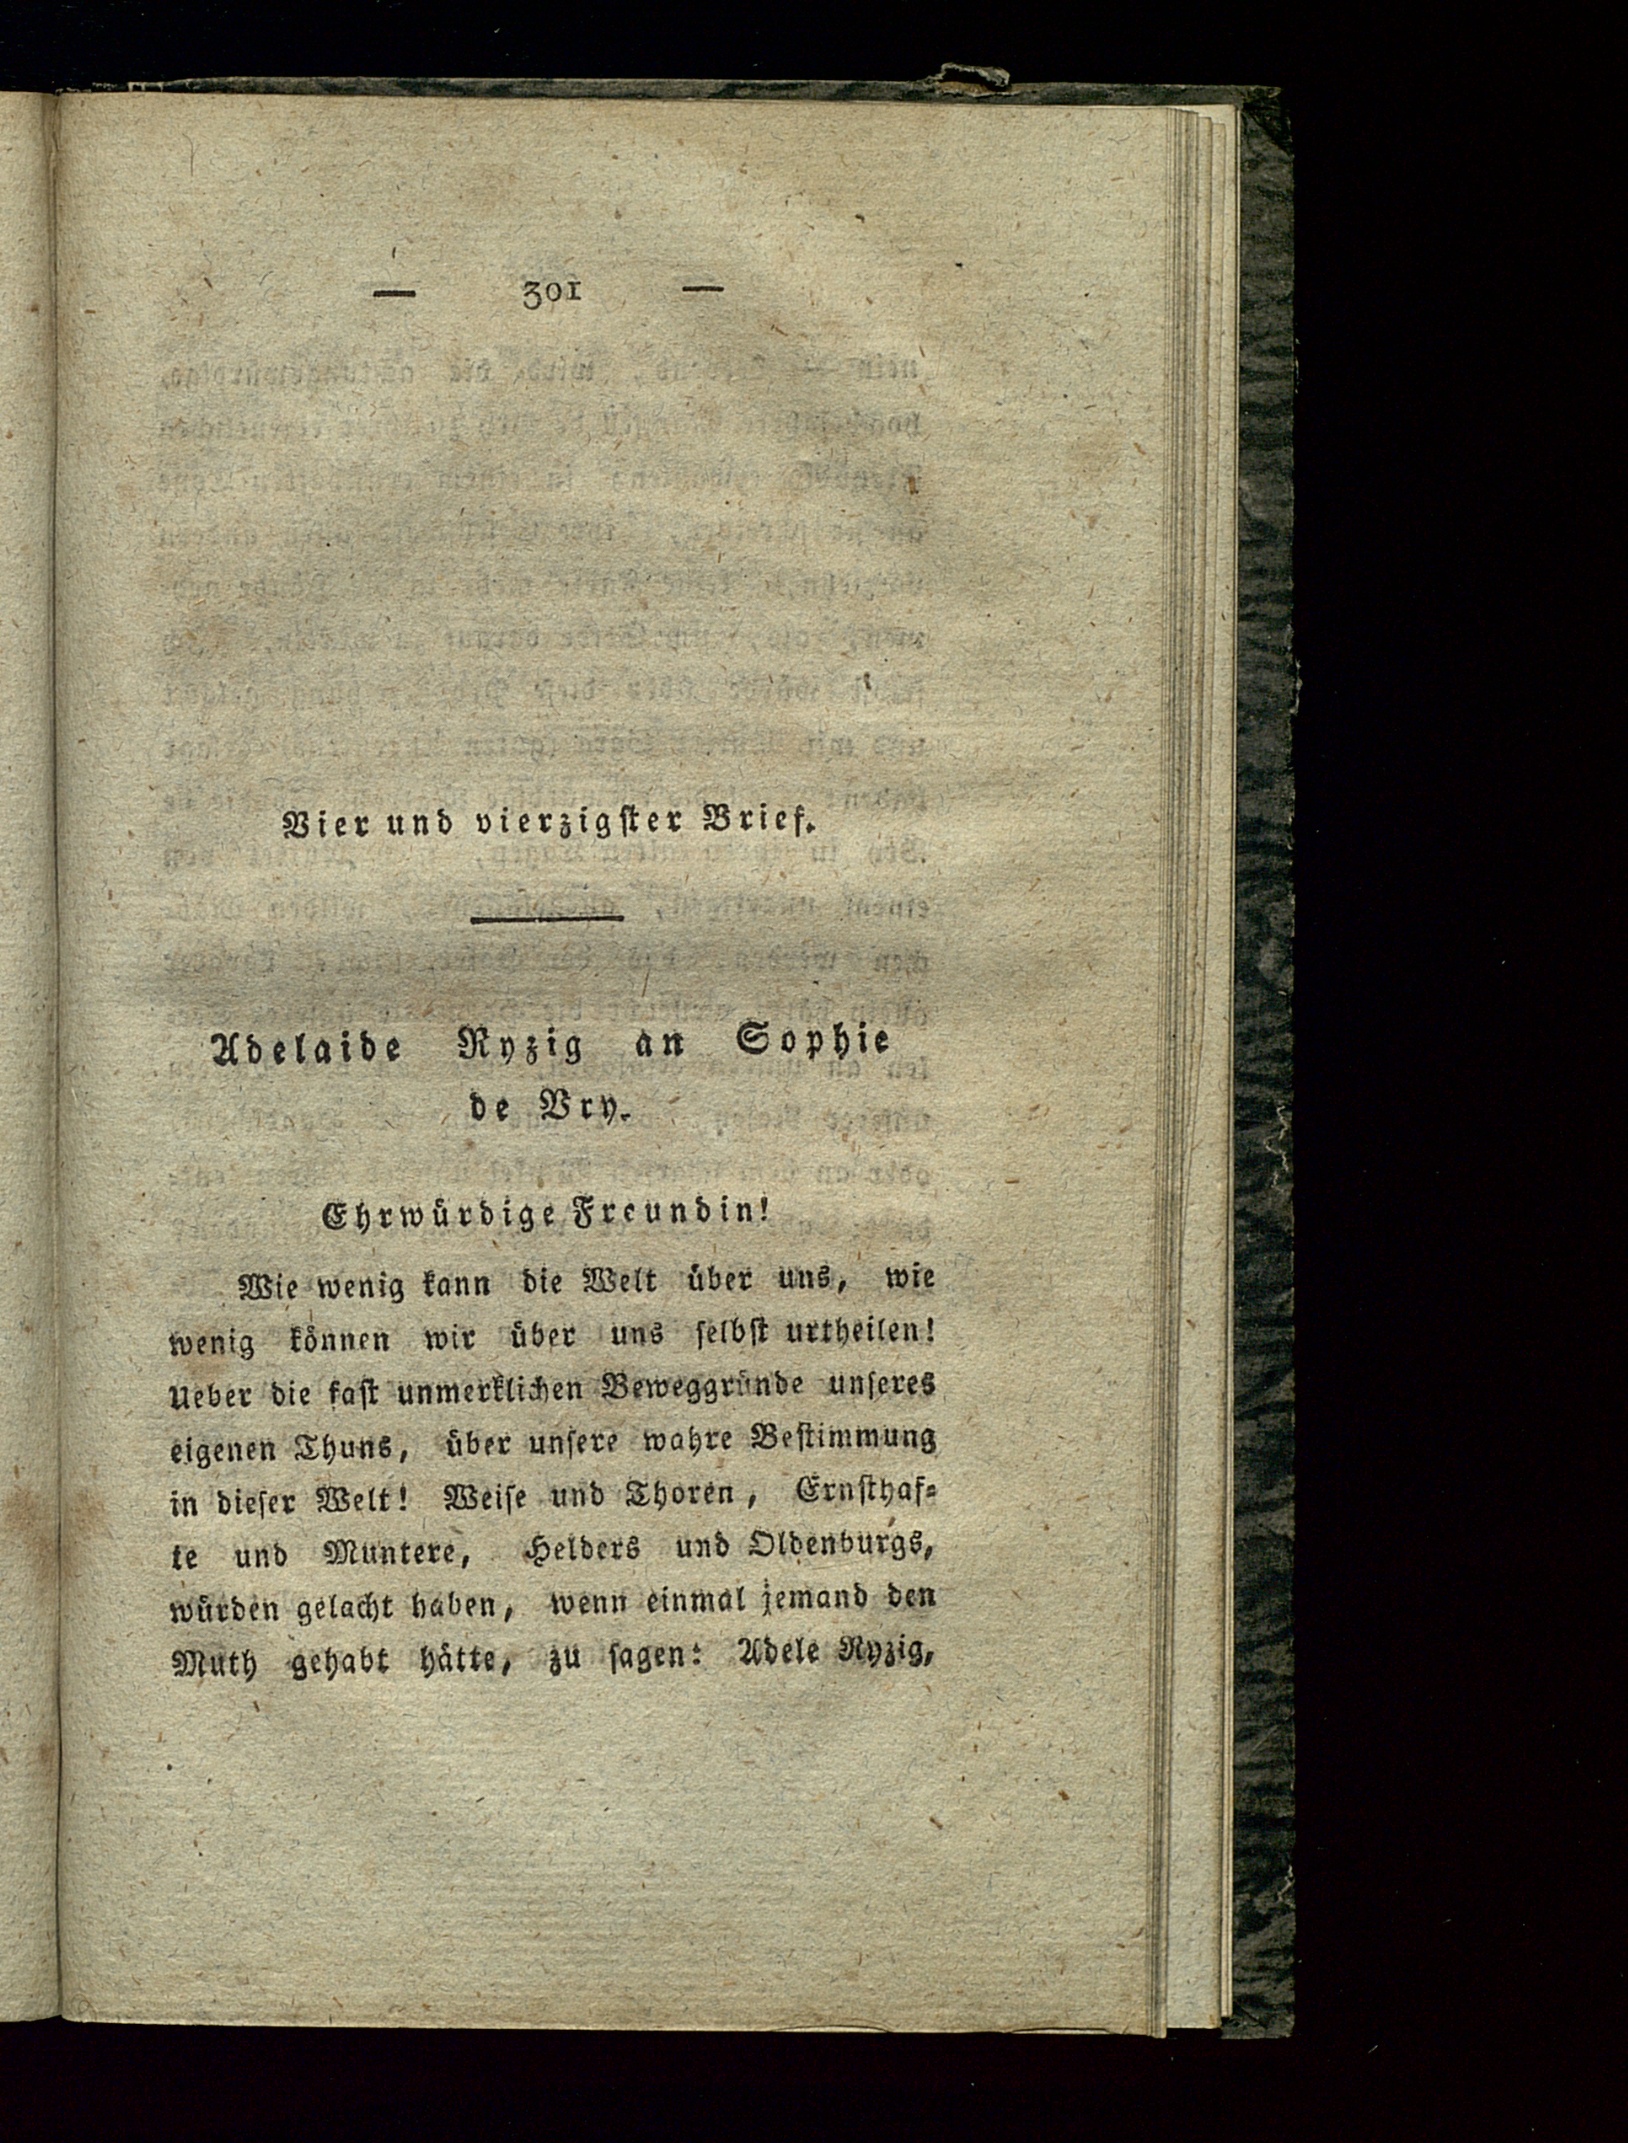 — 301 —
Vier und vierzigster Brief.
Adelaide Ryzig an Sophie
de Vry.
Ehrwürdige Freundin!
Wie wenig kann die Welt über uns, wie
wenig können wir über uns selbst urtheilen!
Ueber die fast unmerklichen Beweggründe unseres
eigenen Thuns, über unsere wahre Bestimmung
in dieser Welt! Weise und Thoren, Ernsthaf-
te und Muntere, Helders und Oldenburgs,
würden gelacht haben, wenn einmal jemand den
Muth gehabt hätte, zu sagen: Adele Ryzig,